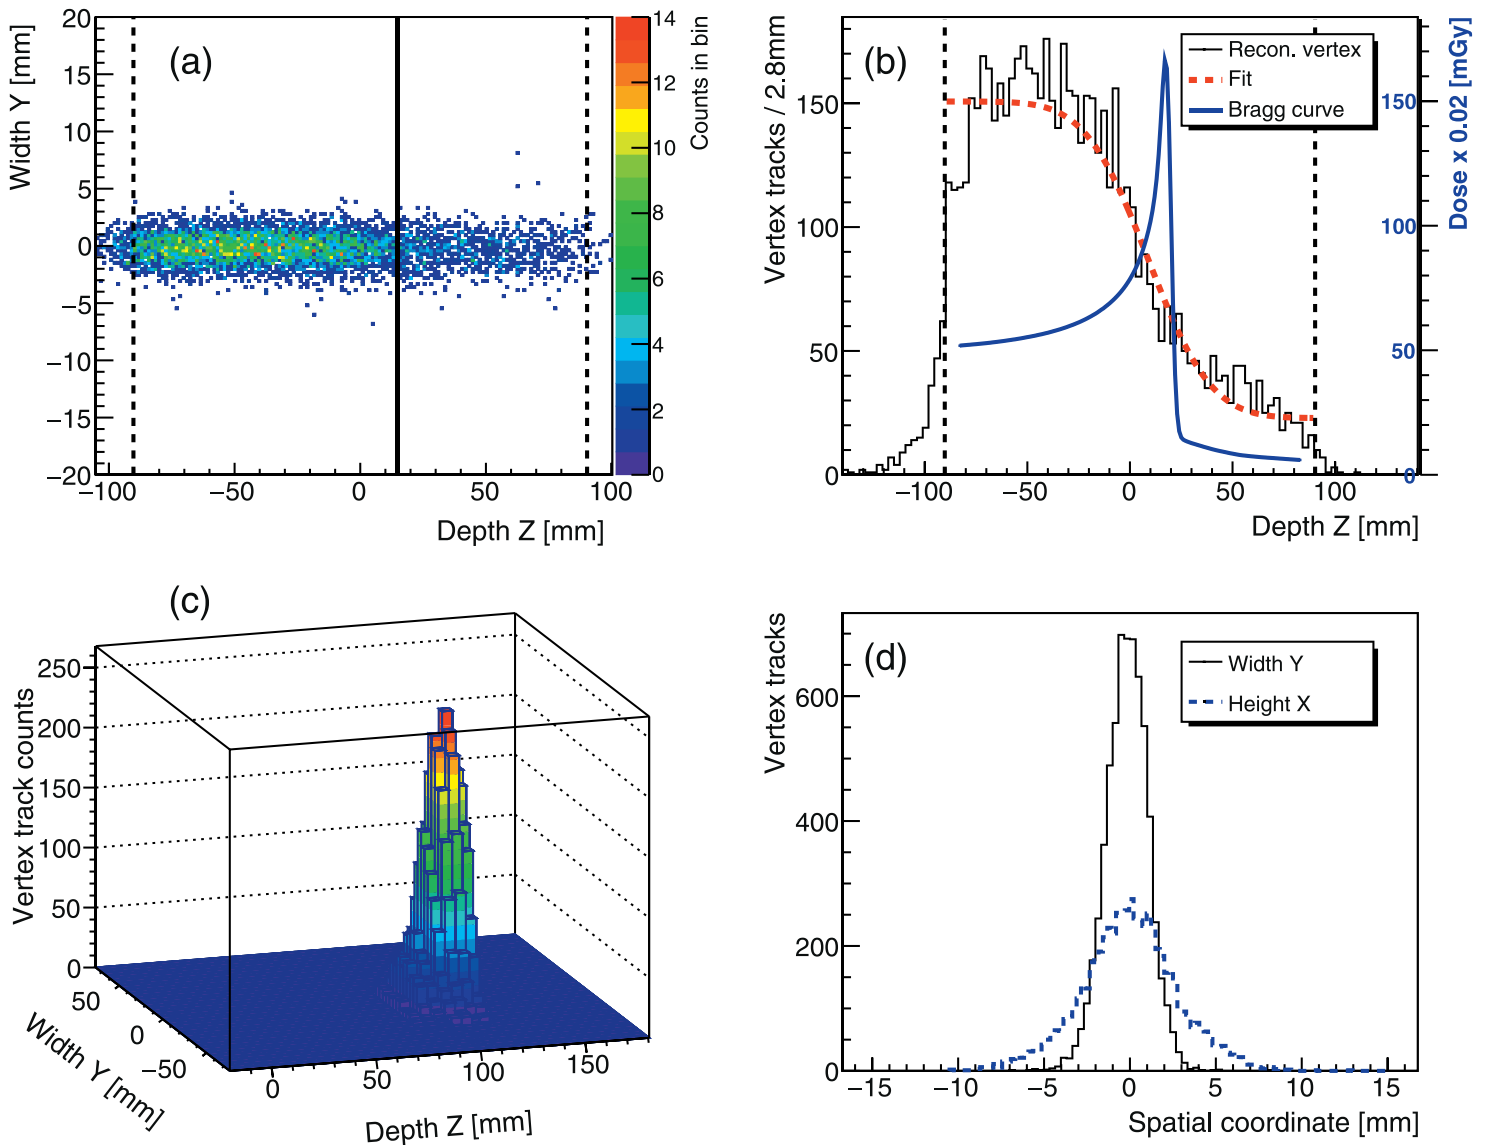 (a)
Width Y [mm]
20
15
10
5
0
−5
−10
−15
−20
−100
−50
0
50
100
Depth Z [mm]
14
12
10
8
6
4
2
0
Counts in bin
(b)
Vertex tracks / 2.8mm
150
100
50
0
−100
−50
0
50
100
Depth Z [mm]
Recon. vertex
Fit
Bragg curve
150
100
50
0
Dose x 0.02 [mGy]
(c)
Vertex track counts
250
200
150
100
50
0
50
0
−50
Width Y [mm]
0
50
100
150
Depth Z [mm]
(d)
Vertex tracks
600
400
200
0
−15
−10
−5
0
5
10
15
Spatial coordinate [mm]
Width Y
Height X